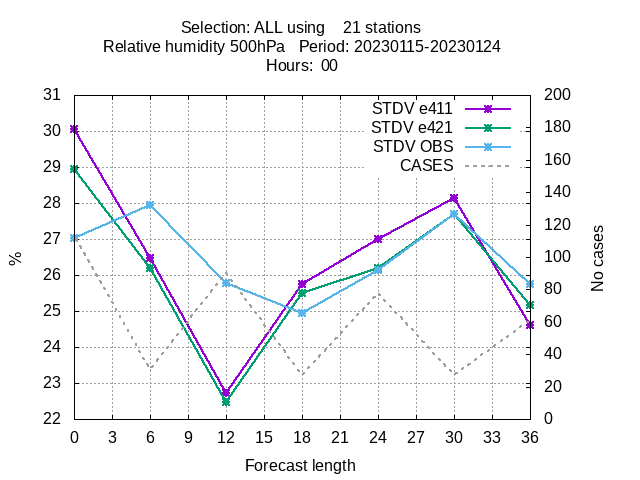 Selection: ALL using    21 stations
Relative humidity 500hPa   Period: 20230115-20230124
Hours:  00
STDV e411
STDV e421
STDV OBS
CASES
31
30
29
28
27
26
25
24
23
22
%
200
180
160
140
120
100
80
60
40
20
0
No cases
0 3 6 9 12 15 18 21 24 27 30 33 36
Forecast length